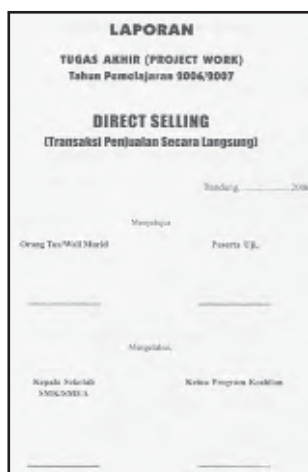 LAPORAN
TUGAS AKHIR (PROJECT WORK)
Tahun Pemelajaran 2006/2007
DIRECT SELLING
(Transaksi Penjualan Secara Langsung)
Bandung, ................ 2006
Menyetujui
Orang Tua/Wali Murid Peserta Uji,
Mengetahui,
Kepala Sekolah Ketua Program Keahlian
SMK/SMEA